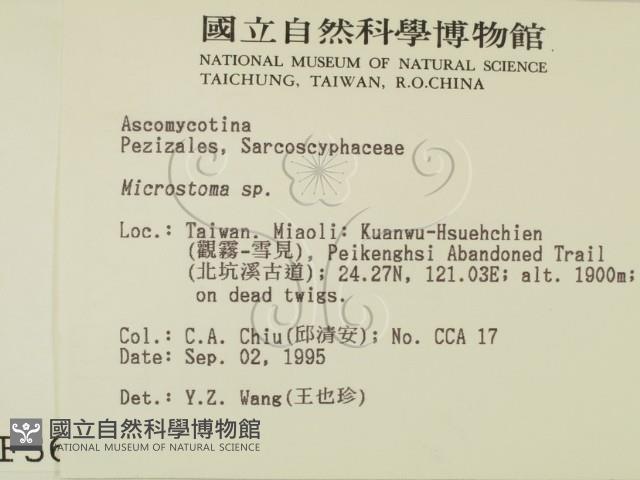 國立自然科學博物館
NATIONAL MUSEUM OF NATURAL SCIENCE
TAICHUNG, TAIWAN, R.O.CHINA
Ascomycotina
Pezizales, Sarcoscyphaceae
Microstoma sp.
Loc.: Taiwan. Miaoli: Kuanwu-Hsuehchien
(觀霧-雪見), Peikenghsi Abandoned Trail
(北坑溪古道); 24.27N, 121.03E; alt. 1900m;
on dead twigs.
Col.: C.A. Chiu(邱清安); No. CCA 17
Date: Sep. 02, 1995
Det.: Y.Z. Wang(王也珍)
國立自然科學博物館
NATIONAL MUSEUM OF NATURAL SCIENCE